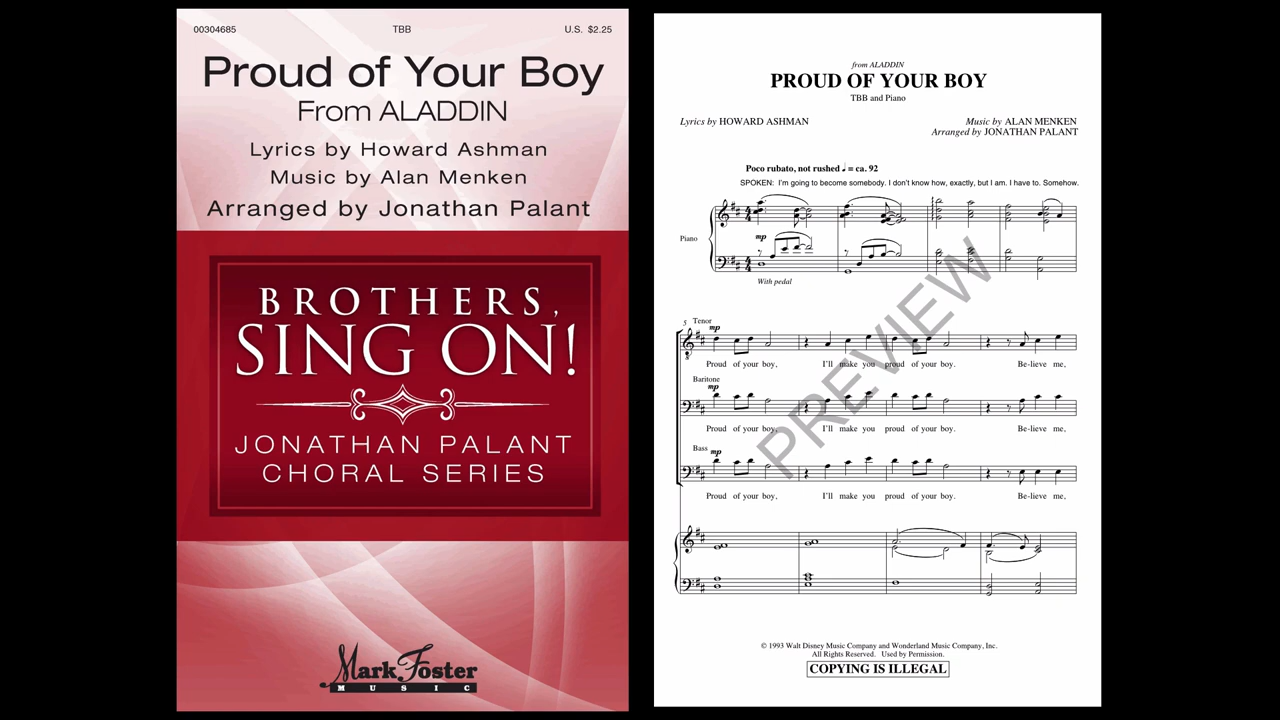 00304685 TBB U.S. $2.25
Proud of Your Boy
From ALADDIN
Lyrics by Howard Ashman
Music by Alan Menken
Arranged by Jonathan Palant
BROTHERS,
SING ON!
JONATHAN PALANT
CHORAL SERIES
Mark Foster
MUSIC
from ALADDIN
PROUD OF YOUR BOY
TBB and Piano
Lyrics by HOWARD ASHMAN
Music by ALAN MENKEN
Arranged by JONATHAN PALANT
Poco rubato, not rushed ♩ = ca. 92
SPOKEN: I'm going to become somebody. I don't know how, exactly, but I am. I have to. Somehow.
Piano
mp
With pedal
PREVIEW
5
Tenor
mp
Proud of your boy, I'll make you proud of your boy. Be-lieve me,
Baritone
mp
Proud of your boy, I'll make you proud of your boy. Be-lieve me,
Bass
mp
Proud of your boy, I'll make you proud of your boy. Be-lieve me,
© 1993 Walt Disney Music Company and Wonderland Music Company, Inc.
All Rights Reserved. Used by Permission.
COPYING IS ILLEGAL